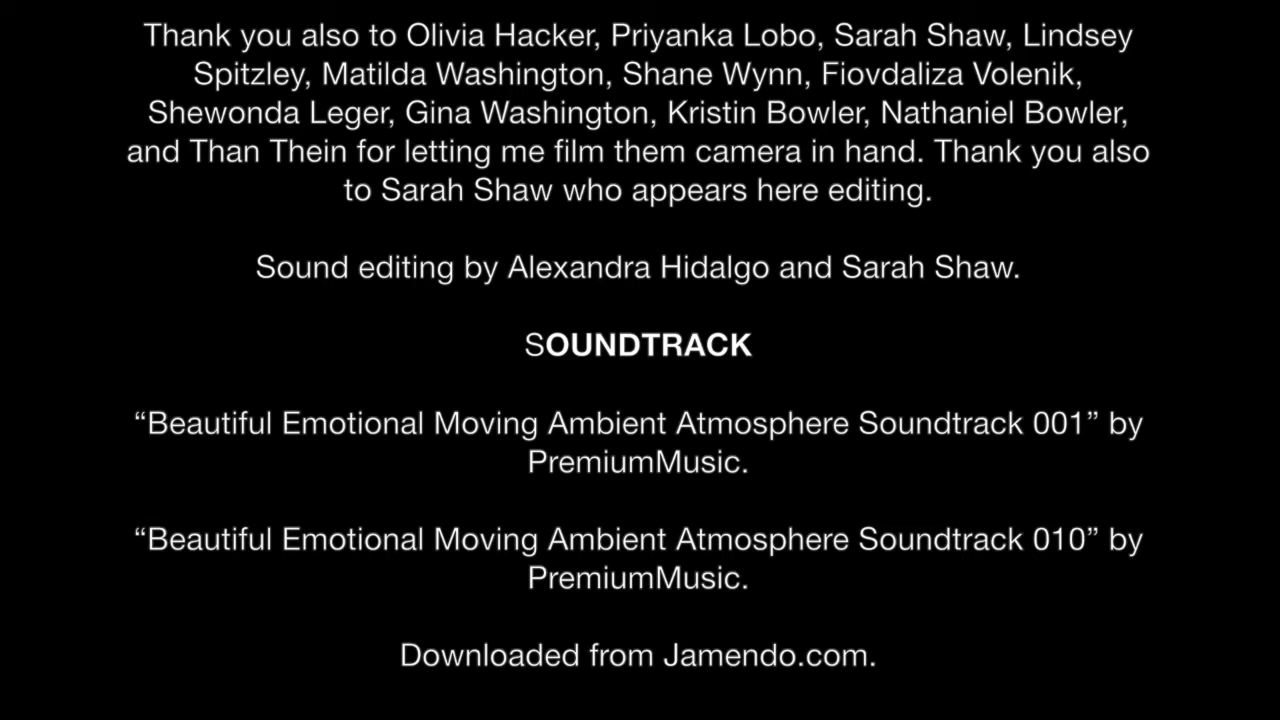 Thank you also to Olivia Hacker, Priyanka Lobo, Sarah Shaw, Lindsey
Spitzley, Matilda Washington, Shane Wynn, Fiovdaliza Volenik,
Shewonda Leger, Gina Washington, Kristin Bowler, Nathaniel Bowler,
and Than Thein for letting me film them camera in hand. Thank you also
to Sarah Shaw who appears here editing.
Sound editing by Alexandra Hidalgo and Sarah Shaw.
SOUNDTRACK
“Beautiful Emotional Moving Ambient Atmosphere Soundtrack 001” by
PremiumMusic.
“Beautiful Emotional Moving Ambient Atmosphere Soundtrack 010” by
PremiumMusic.
Downloaded from Jamendo.com.